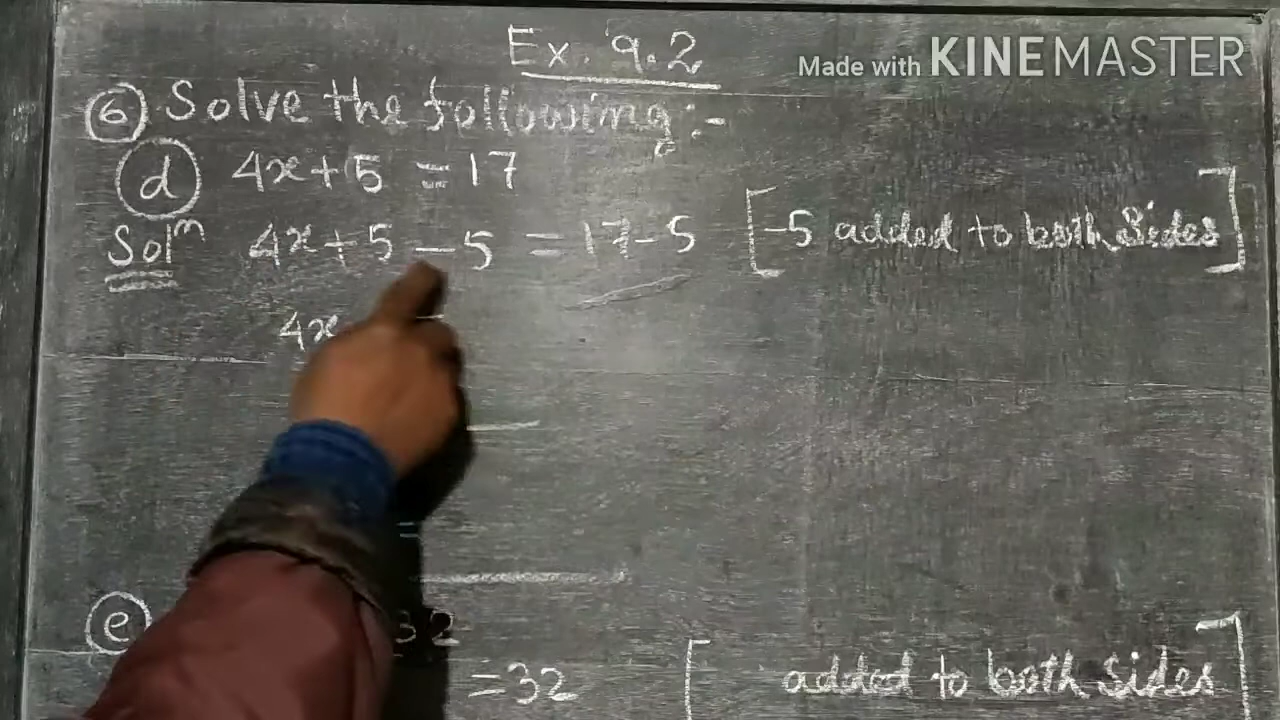 Ex. 9.2
Made with KINEMASTER
6 Solve the following:-
d 4x+5 = 17
Solⁿ 4x+5-5 = 17-5 [-5 added to both Sides]
4x
e 32
=32 [ added to both Sides]